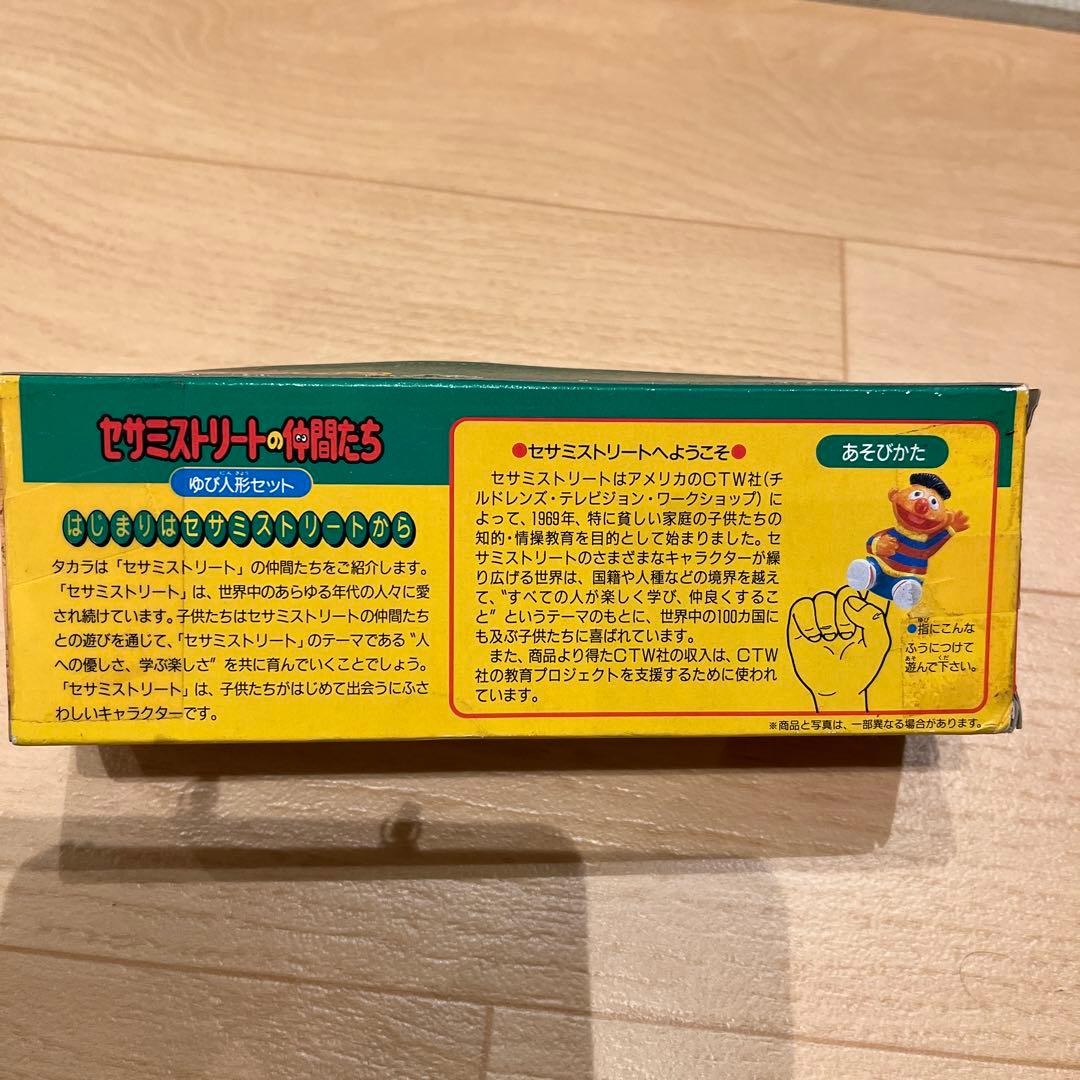 セサミストリートの仲間たち
ゆび人形セット
にんぎょう
はじまりはセサミストリートから
タカラは「セサミストリート」の仲間たちをご紹介します。
「セサミストリート」は、世界中のあらゆる年代の人々に愛
され続けています。子供たちはセサミストリートの仲間たち
との遊びを通じて、「セサミストリート」のテーマである“人
への優しさ、学ぶ楽しさ”を共に育んでいくことでしょう。
「セサミストリート」は、子供たちがはじめて出会うにふさ
わしいキャラクターです。
●セサミストリートへようこそ●
セサミストリートはアメリカのCTW社(チ
ルドレンズ・テレビジョン・ワークショップ)に
よって、1969年、特に貧しい家庭の子供たちの
知的・情操教育を目的として始まりました。セ
サミストリートのさまざまなキャラクターが繰
り広げる世界は、国籍や人種などの境界を越え
て、“すべての人が楽しく学び、仲良くするこ
と”というテーマのもとに、世界中の100カ国に
も及ぶ子供たちに喜ばれています。
また、商品より得たCTW社の収入は、CTW
社の教育プロジェクトを支援するために使われ
ています。
あそびかた
●指にこんな
ゆび
ふうにつけて
遊んで下さい。
あそ くだ
※商品と写真は、一部異なる場合があります。